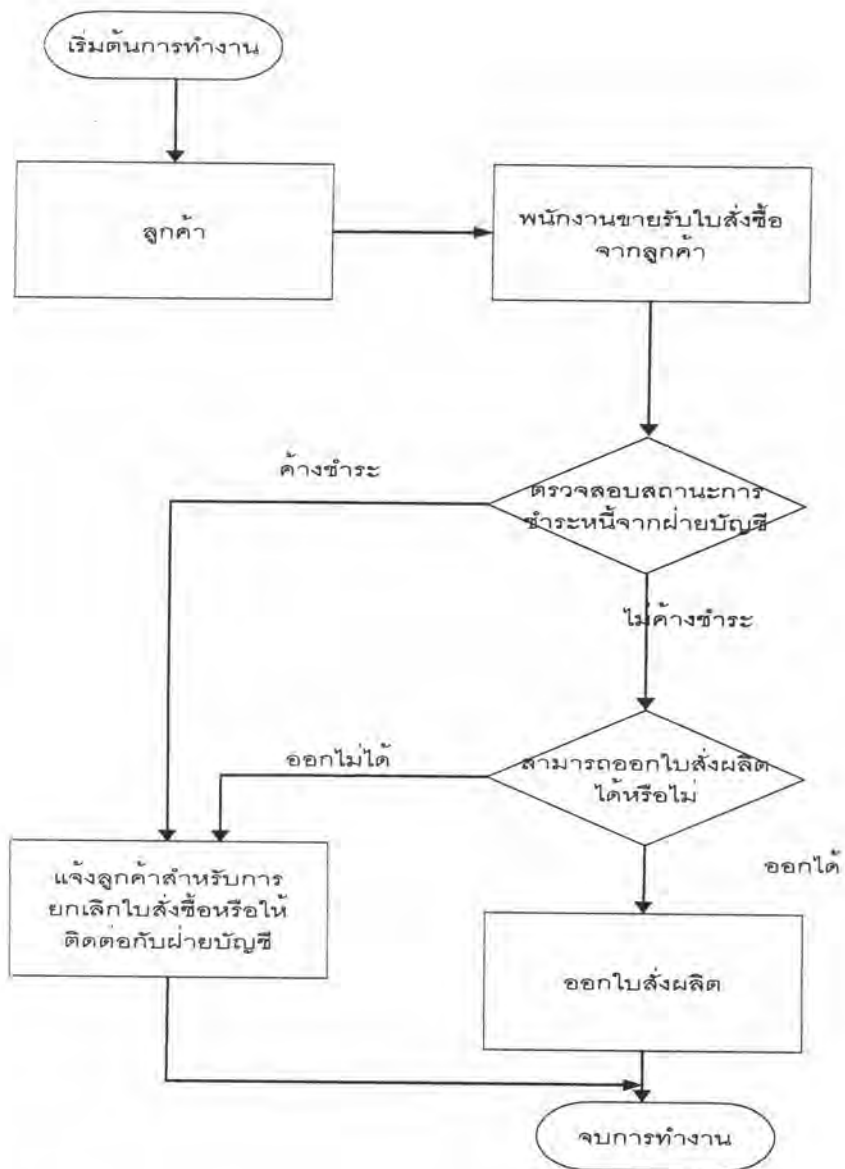 เริ่มต้นการทำงาน
ลูกค้า
พนักงานขายรับใบสั่งซื้อ
จากลูกค้า
ค้างชำระ
ตรวจสอบสถานะการ
ชำระหนี้จากฝ่ายบัญชี
ไม่ค้างชำระ
ออกไม่ได้
สามารถออกใบสั่งผลิต
ได้หรือไม่
ออกได้
แจ้งลูกค้าสำหรับการ
ยกเลิกใบสั่งซื้อหรือให้
ติดต่อกับฝ่ายบัญชี
ออกใบสั่งผลิต
จบการทำงาน